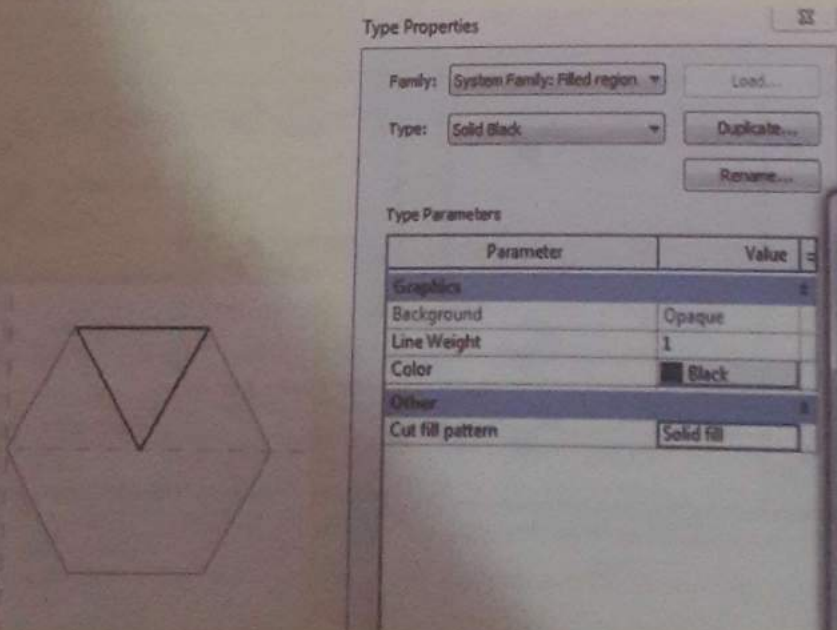 Type Properties
Family: System Family: Filled region Load...
Type: Solid Black Duplicate...
Rename...
Type Parameters
Parameter Value =
Graphics
Background Opaque
Line Weight 1
Color Black
Other
Cut fill pattern Solid fill